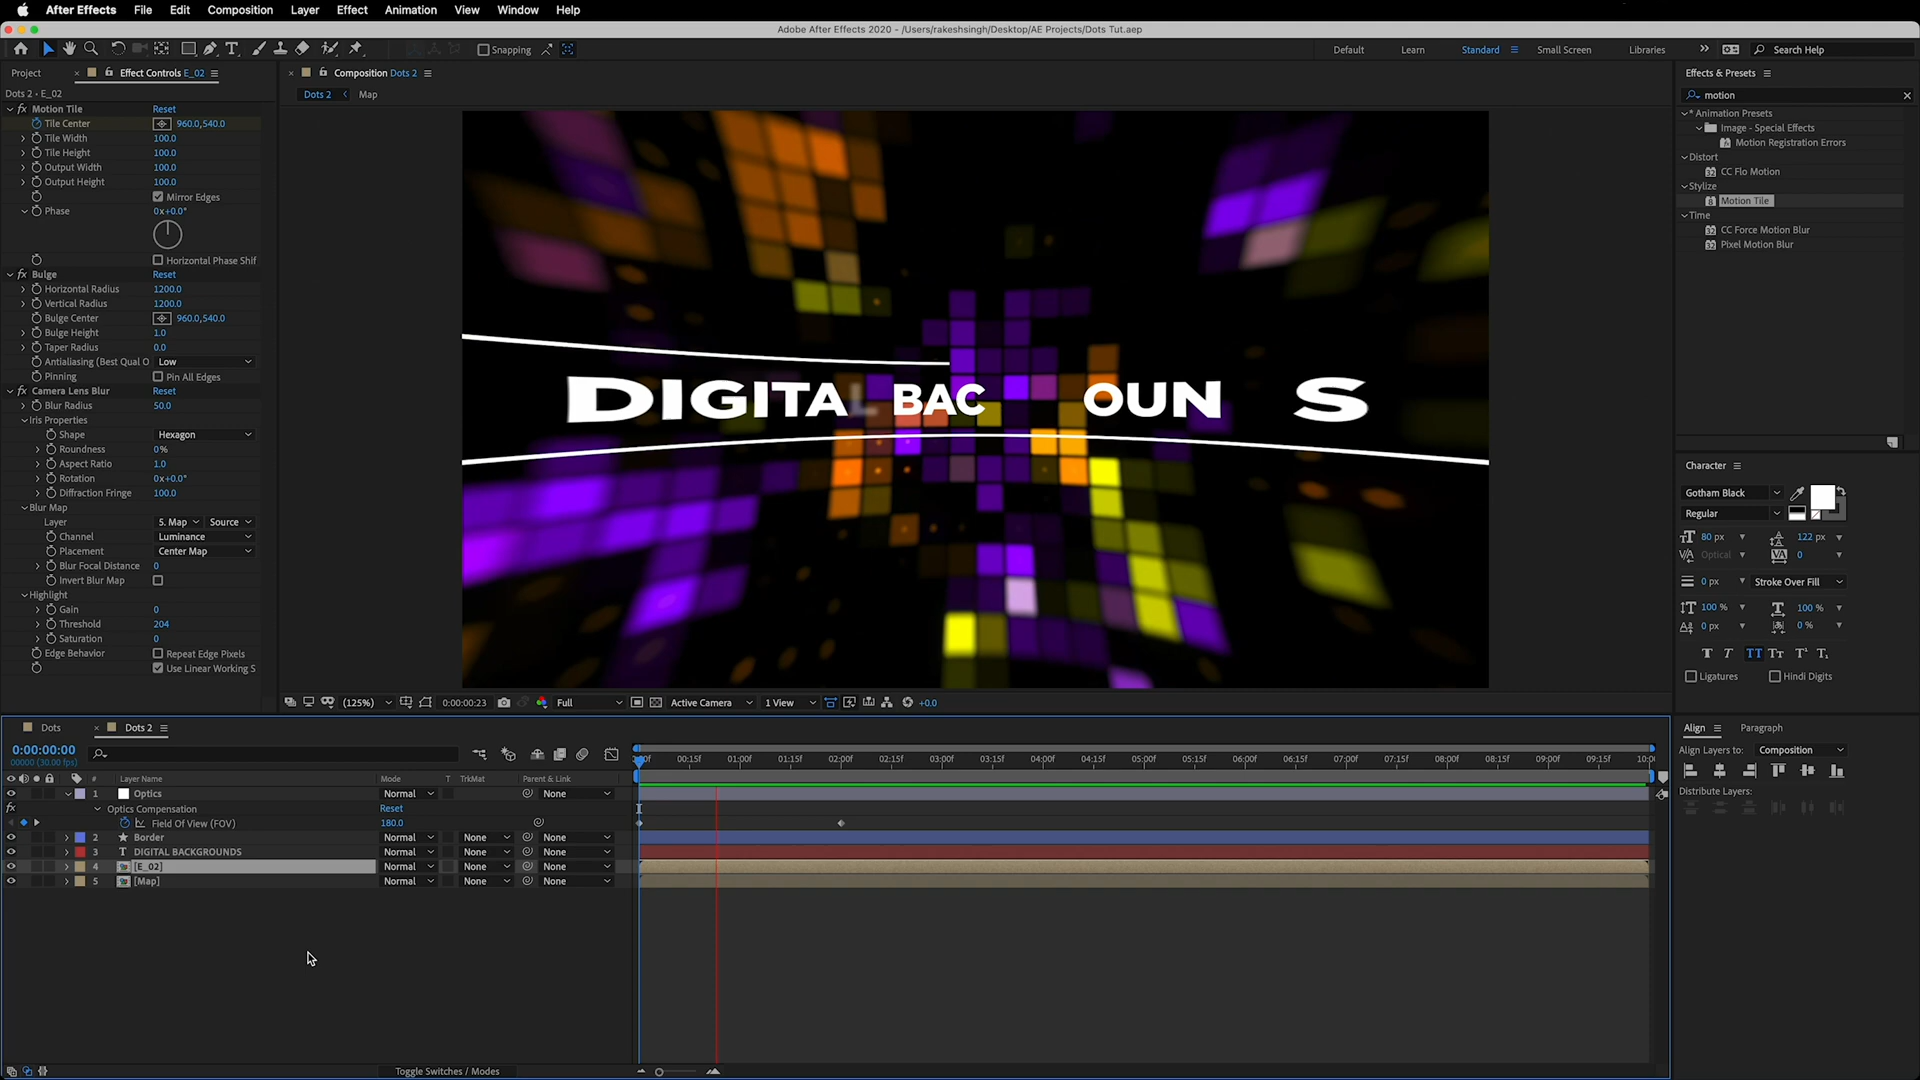 After Effects File Edit Composition Layer Effect Animation View Window Help
Adobe After Effects 2020 - /Users/rakeshsingh/Desktop/AE Projects/Dots Tut.aep
Snapping
Default Learn Standard Small Screen Libraries Search Help
Project
Effect Controls E_02
Composition Dots 2
Effects & Presets
Dots 2 • E_02
Dots 2 Map
motion
fx Motion Tile Reset
Tile Center 960.0,540.0
Tile Width 100.0
Tile Height 100.0
Output Width 100.0
Output Height 100.0
Mirror Edges
Phase 0x+0.0°
Horizontal Phase Shif
fx Bulge Reset
Horizontal Radius 1200.0
Vertical Radius 1200.0
Bulge Center 960.0,540.0
Bulge Height 1.0
Taper Radius 0.0
Antialiasing (Best Qual O Low
Pinning Pin All Edges
fx Camera Lens Blur Reset
Blur Radius 50.0
Iris Properties
Shape Hexagon
Roundness 0%
Aspect Ratio 1.0
Rotation 0x+0.0°
Diffraction Fringe 100.0
Blur Map
Layer 5. Map Source
Channel Luminance
Placement Center Map
Blur Focal Distance 0
Invert Blur Map
Highlight
Gain 0
Threshold 204
Saturation 0
Edge Behavior Repeat Edge Pixels
Use Linear Working S
DIGITAL BAC OUN S
* Animation Presets
Image - Special Effects
Motion Registration Errors
Distort
CC Flo Motion
Stylize
Motion Tile
Time
CC Force Motion Blur
Pixel Motion Blur
Character
Gotham Black
Regular
80 px 122 px
Optical 0
0 px Stroke Over Fill
100 % 100 %
0 px 0 %
T T TT Tт T¹ T₁
Ligatures Hindi Digits
(125%) 0:00:00:23 Full Active Camera 1 View +0.0
Dots Dots 2
0:00:00:00
00000 (30.00 fps)
00:15f 01:00f 01:15f 02:00f 02:15f 03:00f 03:15f 04:00f 04:15f 05:00f 05:15f 06:00f 06:15f 07:00f 07:15f 08:00f 08:15f 09:00f 09:15f 10:0
# Layer Name Mode T TrkMat Parent & Link
1 Optics Normal None
fx Optics Compensation Reset
Field Of View (FOV) 180.0
2 Border Normal None None
3 T DIGITAL BACKGROUNDS Normal None None
4 [E_02] Normal None None
5 [Map] Normal None None
Toggle Switches / Modes
Align Paragraph
Align Layers to: Composition
Distribute Layers: